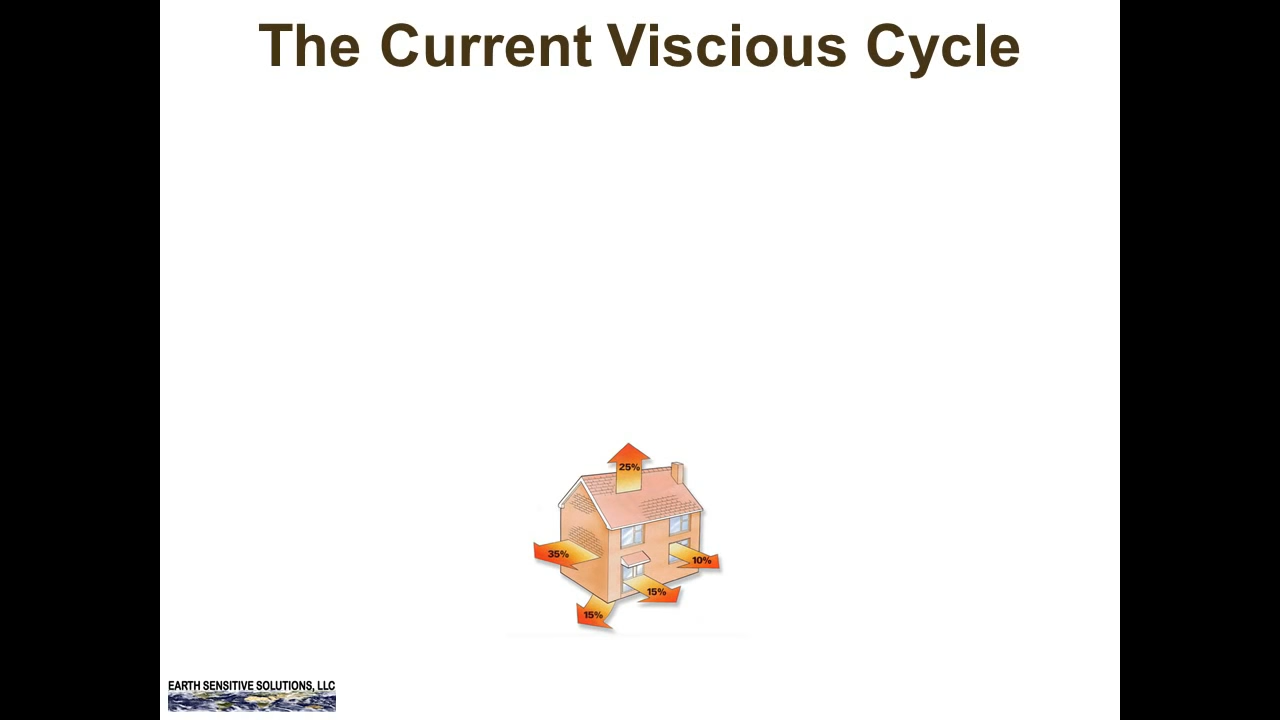 The Current Viscious Cycle
25%
35%
10%
15%
15%
EARTH SENSITIVE SOLUTIONS, LLC